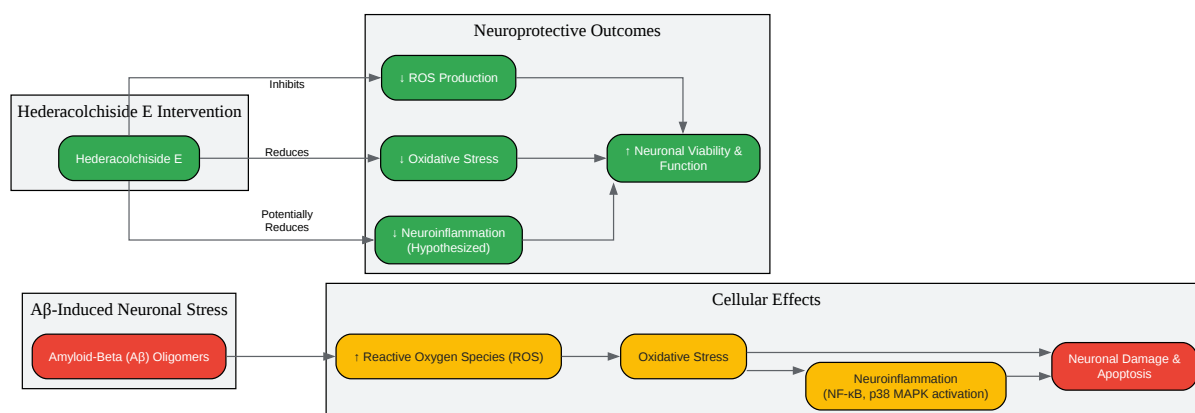 Neuroprotective Outcomes
↓ ROS Production
Inhibits
Hederacolchiside E Intervention
Hederacolchiside E
Reduces
↓ Oxidative Stress
↑ Neuronal Viability &
Function
Potentially
Reduces
↓ Neuroinflammation
(Hypothesized)
Aβ-Induced Neuronal Stress
Cellular Effects
Amyloid-Beta (Aβ) Oligomers
↑ Reactive Oxygen Species (ROS)
Oxidative Stress
Neuroinflammation
(NF-κB, p38 MAPK activation)
Neuronal Damage &
Apoptosis